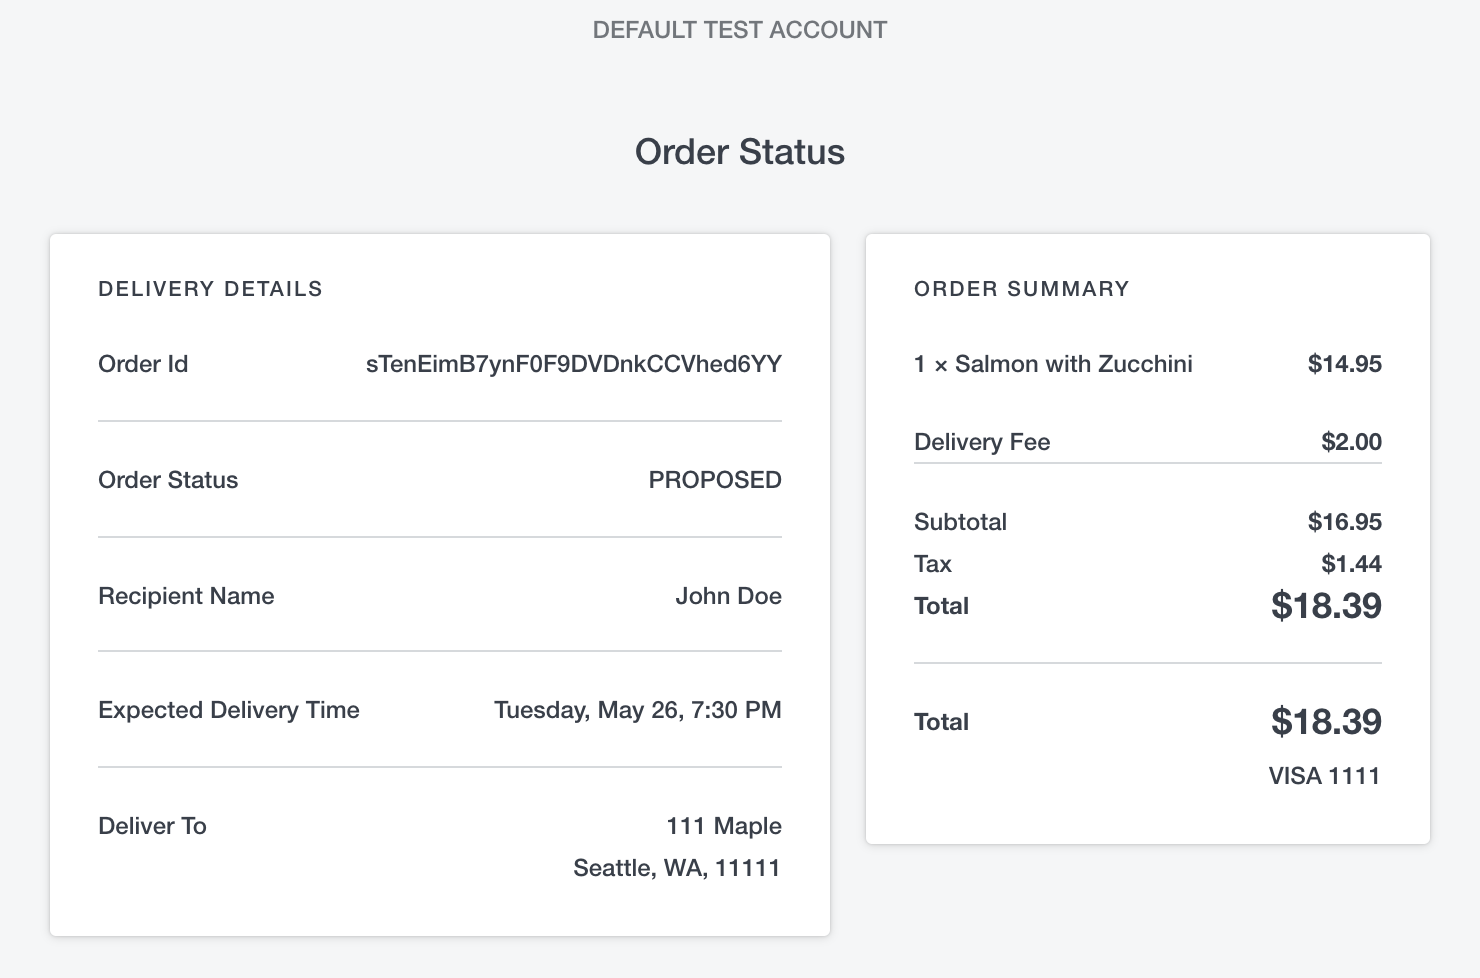 DEFAULT TEST ACCOUNT
Order Status
DELIVERY DETAILS
Order Id sTenEimB7ynF0F9DVDnkCCVhed6YY
Order Status PROPOSED
Recipient Name John Doe
Expected Delivery Time Tuesday, May 26, 7:30 PM
Deliver To 111 Maple
Seattle, WA, 11111
ORDER SUMMARY
1 × Salmon with Zucchini $14.95
Delivery Fee $2.00
Subtotal $16.95
Tax $1.44
Total $18.39
Total $18.39
VISA 1111